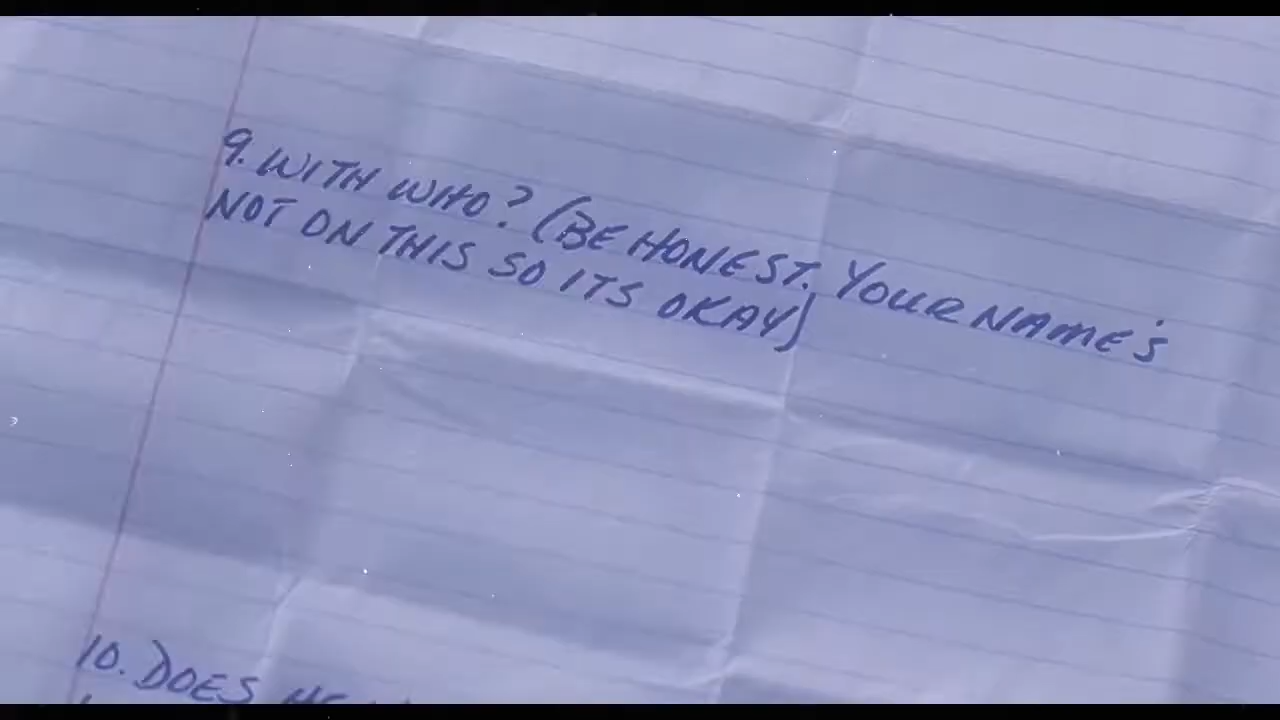 9. WITH WHO? (BE HONEST. YOUR NAME'S
NOT ON THIS SO ITS OKAY)
10. DOES